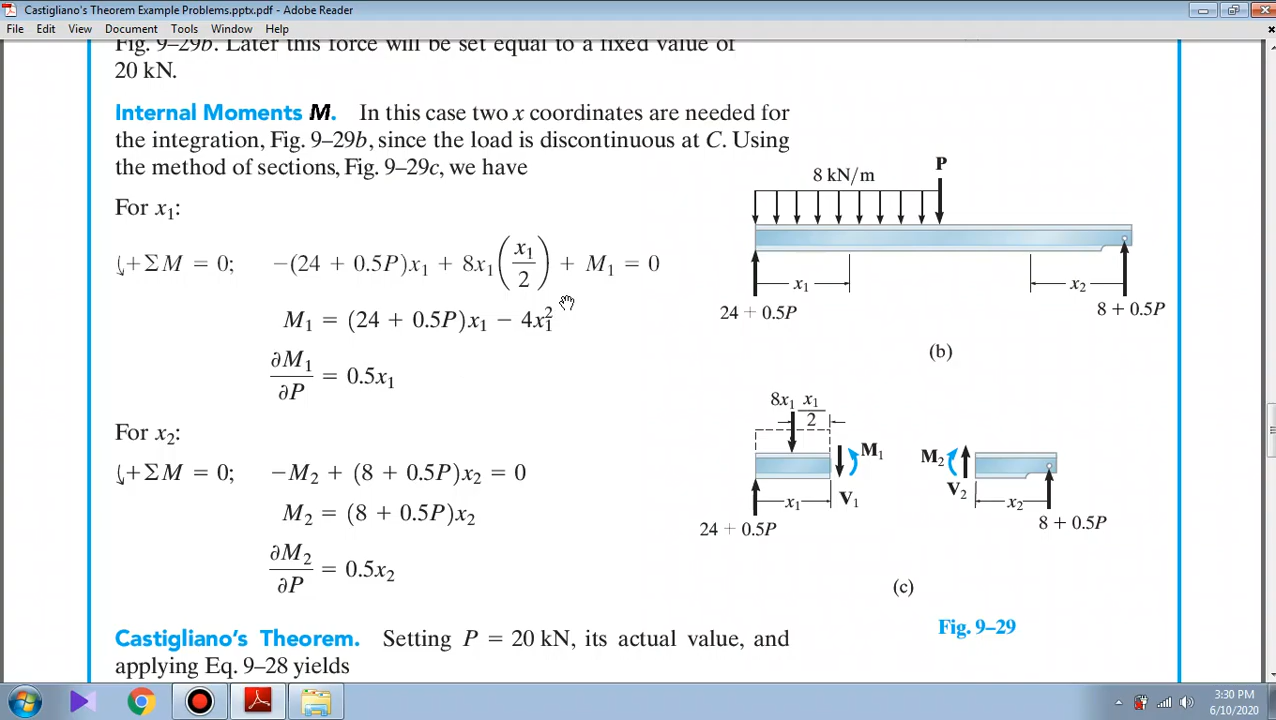 Castigliano's Theorem Example Problems.pptx.pdf - Adobe Reader
File Edit View Document Tools Window Help
Fig. 9–29b. Later this force will be set equal to a fixed value of
20 kN.
Internal Moments M. In this case two x coordinates are needed for
the integration, Fig. 9–29b, since the load is discontinuous at C. Using
the method of sections, Fig. 9–29c, we have
For x₁:
↓+ΣM = 0; −(24 + 0.5P)x₁ + 8x₁(x₁/2) + M₁ = 0
M₁ = (24 + 0.5P)x₁ − 4x₁²
∂M₁/∂P = 0.5x₁
For x₂:
↓+ΣM = 0; −M₂ + (8 + 0.5P)x₂ = 0
M₂ = (8 + 0.5P)x₂
∂M₂/∂P = 0.5x₂
Castigliano's Theorem. Setting P = 20 kN, its actual value, and
applying Eq. 9–28 yields
P
8 kN/m
x₁
x₂
24 + 0.5P
8 + 0.5P
(b)
8x₁
x₁/2
M₁
M₂
V₁
V₂
x₁
x₂
24 + 0.5P
8 + 0.5P
(c)
Fig. 9–29
3:30 PM
6/10/2020